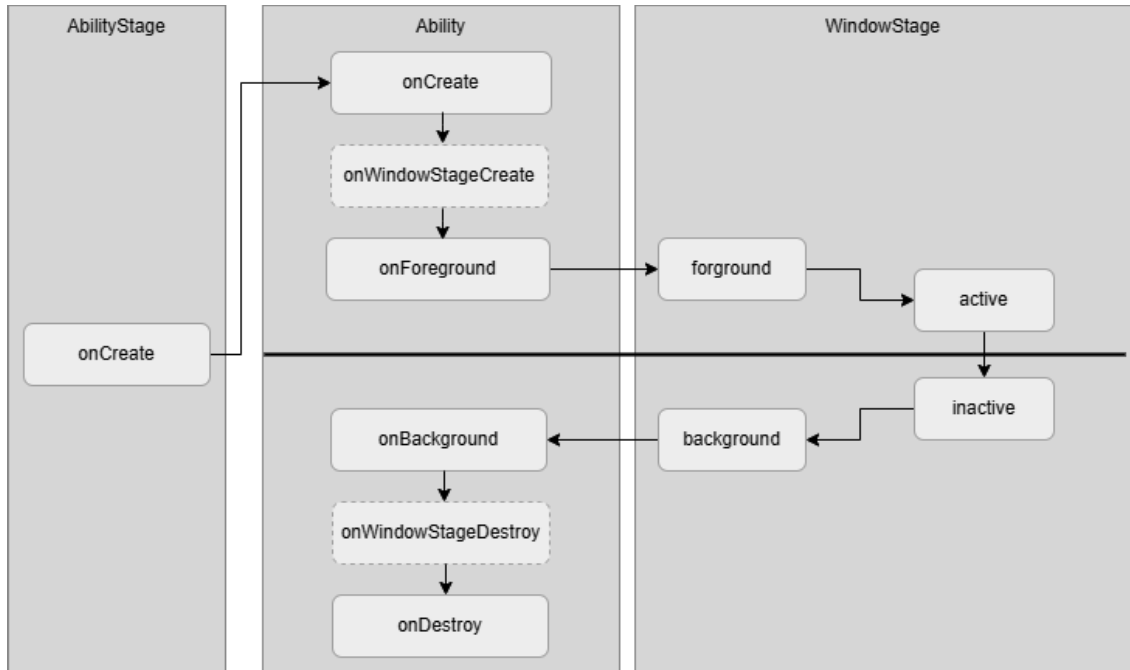 AbilityStage
Ability
WindowStage
onCreate
onWindowStageCreate
onForeground
forground
active
onCreate
inactive
onBackground
background
onWindowStageDestroy
onDestroy